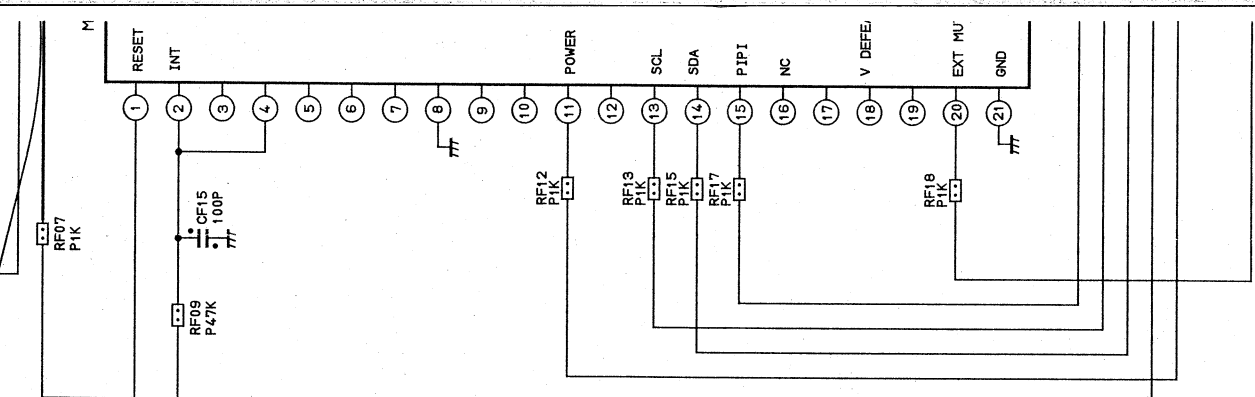 M
RESET
INT
POWER
SCL
SDA
PIPI
NC
V DEFEA
EXT MU
GND
1
2
3
4
5
6
7
8
9
10
11
12
13
14
15
16
17
18
19
20
21
RF07
P1K
CF15
100P
RF09
P47K
RF12
P1K
RF13
P1K
RF15
P1K
RF17
P1K
RF18
P1K